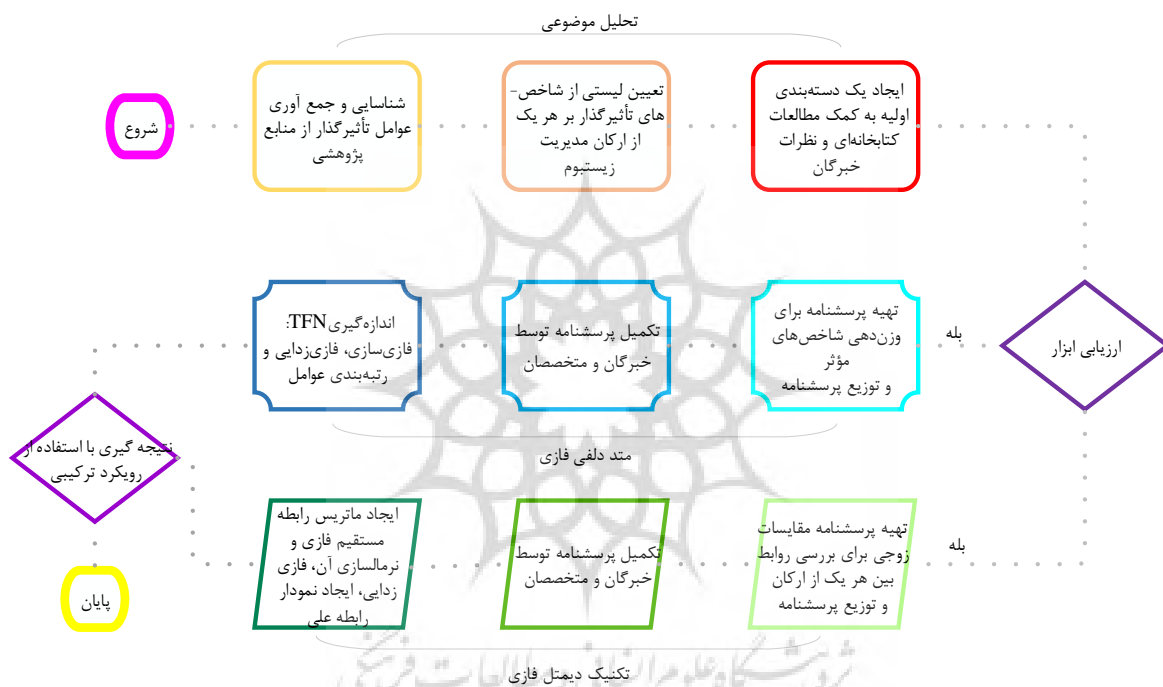 تحلیل موضوعی
شروع
شناسایی و جمع آوری
عوامل تأثیرگذار از منابع
پژوهشی
تعیین لیستی از شاخص-
های تأثیرگذار بر هر یک
از ارکان مدیریت
زیستبوم
ایجاد یک دسته‌بندی
اولیه به کمک مطالعات
کتابخانه‌ای و نظرات
خبرگان
ارزیابی ابزار
بله
تهیه پرسشنامه برای
وزن‌دهی شاخص‌های
مؤثر
و توزیع پرسشنامه
تکمیل پرسشنامه توسط
خبرگان و متخصصان
اندازه‌گیری TFN:
فازی‌سازی، فازی‌زدایی و
رتبه‌بندی عوامل
متد دلفی فازی
بله
تهیه پرسشنامه مقایسات
زوجی برای بررسی روابط
بین هر یک از ارکان
و توزیع پرسشنامه
تکمیل پرسشنامه توسط
خبرگان و متخصصان
ایجاد ماتریس رابطه
مستقیم فازی و
نرمالسازی آن، فازی
زدایی، ایجاد نمودار
رابطه علی
تکنیک دیمتل فازی
نتیجه گیری با استفاده از
رویکرد ترکیبی
پایان
پژوهشگاه علوم انسانی و مطالعات فرهنگی